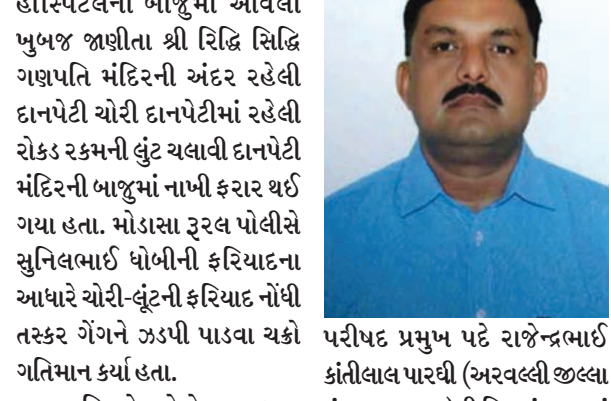 હોસ્પિટલની બાજુમાં આવેલા
ખુબજ જાણીતા શ્રી રિદ્ધિ સિદ્ધિ
ગણપતિ મંદિરની અંદર રહેલી
દાનપેટી ચોરી દાનપેટીમાં રહેલી
રોકડ રકમની લુંટ ચલાવી દાનપેટી
મંદિરની બાજુમાં નાખી ફરાર થઈ
ગયા હતા. મોડાસા રૂરલ પોલીસે
સુનિલભાઈ ધોબીની ફરિયાદના
આધારે ચોરી-લૂંટની ફરિયાદ નોંધી
તસ્કર ગેંગને ઝડપી પાડવા ચક્રો
ગતિમાન કર્યા હતા.
પરીષદ પ્રમુખ પદે રાજેન્દ્રભાઈ
કાંતીલાલ પારઘી (અરવલ્લી જીલ્લા